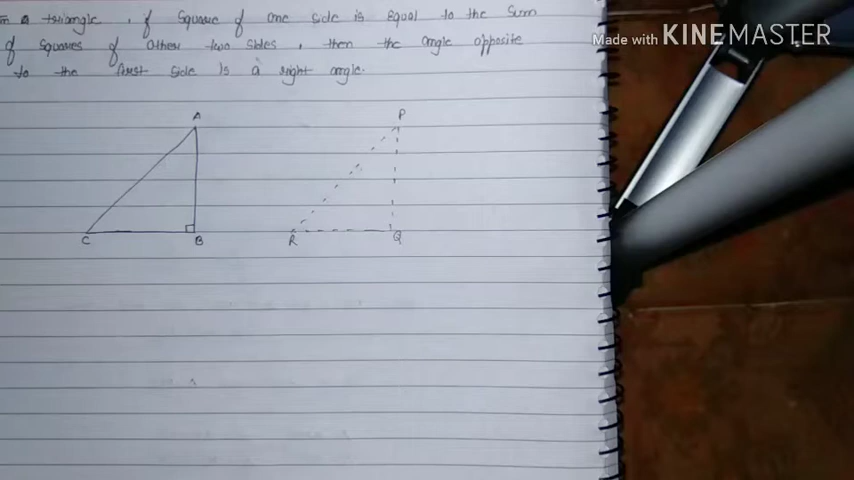 In a triangle, if square of one side is equal to the sum
of squares of other two sides, then the angle opposite
to the first side is a right angle.
Made with KINEMASTER
A
P
C
B
R
Q